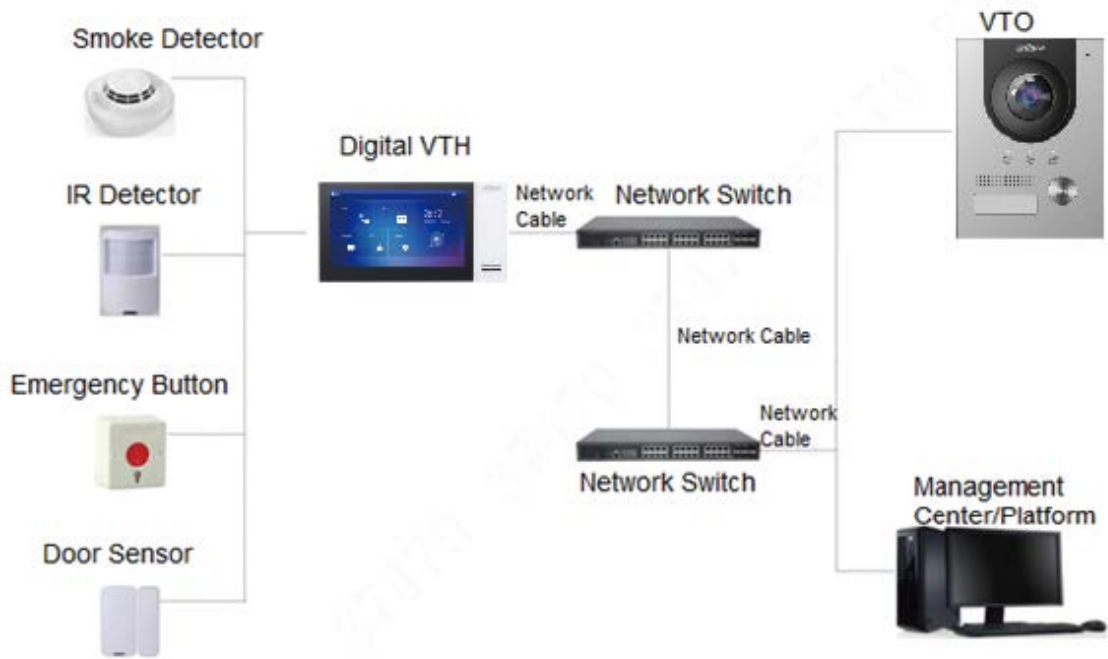 Smoke Detector
IR Detector
Emergency Button
Door Sensor
Digital VTH
Network
Cable
Network Switch
Network Cable
Network
Cable
Network Switch
VTO
Management
Center/Platform